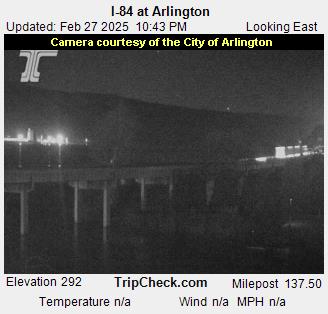 I-84 at Arlington
Updated: Feb 27 2025 10:43 PM Looking East
Camera courtesy of the City of Arlington
Elevation 292 TripCheck.com Milepost 137.50
Temperature n/a Wind n/a MPH n/a